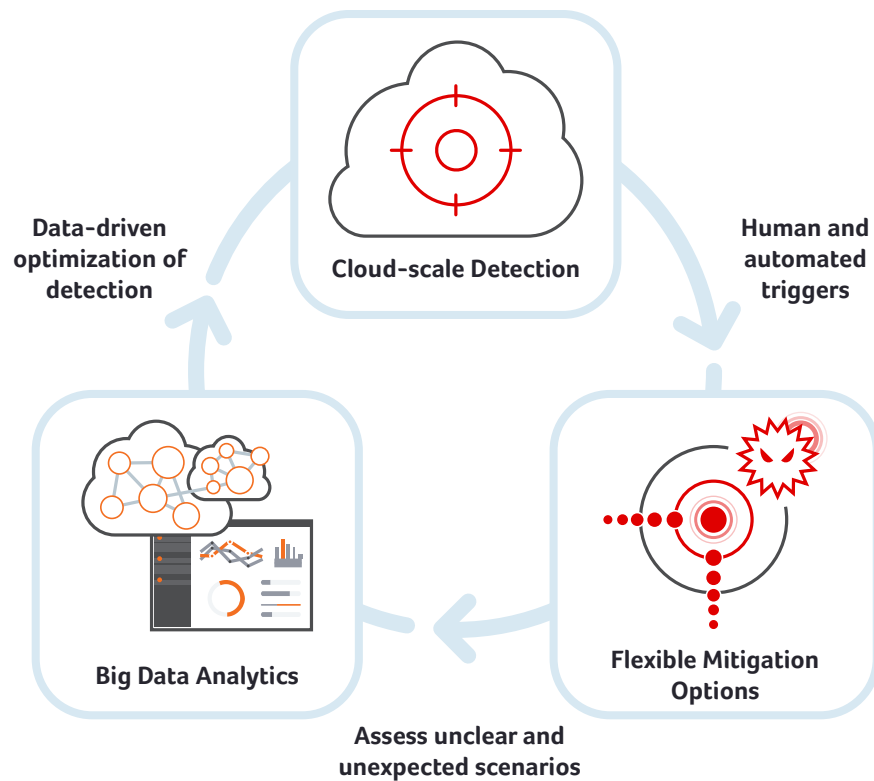 Cloud-scale Detection
Human and
automated
triggers
Flexible Mitigation
Options
Assess unclear and
unexpected scenarios
Big Data Analytics
Data-driven
optimization of
detection